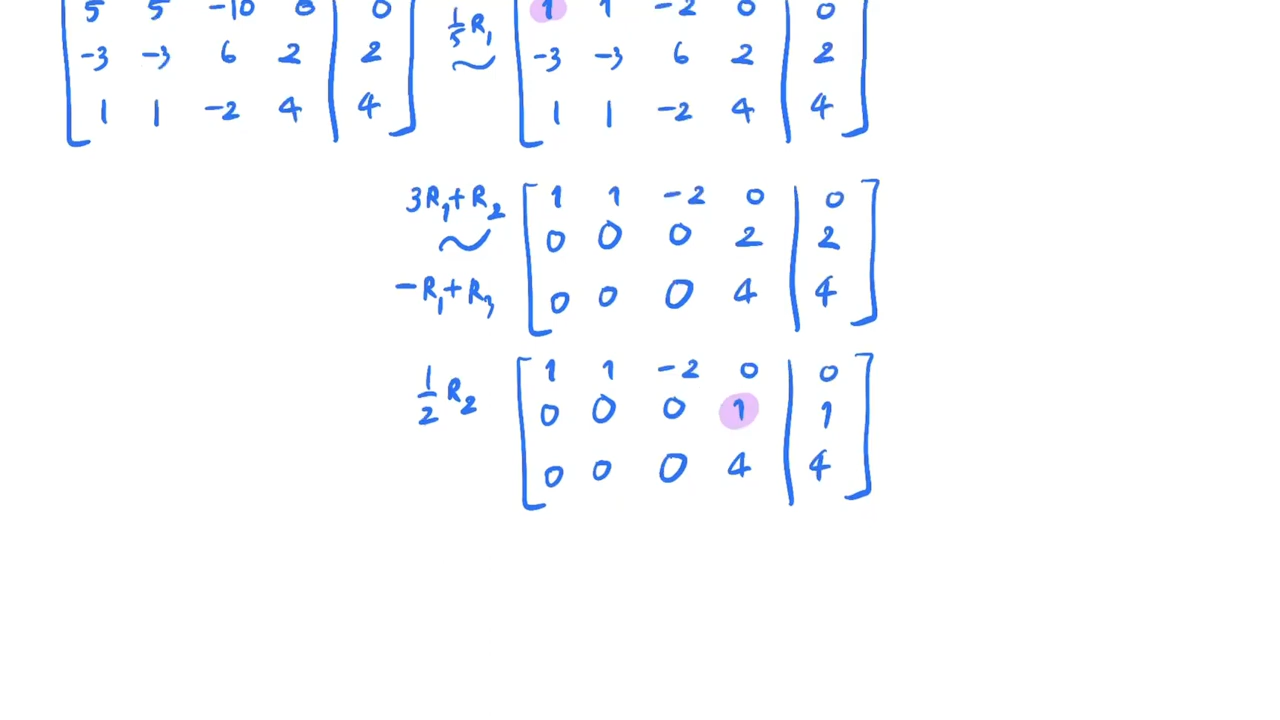 5 5 -10 0 | 0 1/5 R₁ 1 1 -2 0 | 0
-3 -3 6 2 | 2 ~ -3 -3 6 2 | 2
1 1 -2 4 | 4 1 1 -2 4 | 4
3R₁+R₂ 1 1 -2 0 | 0
~ 0 0 0 2 | 2
-R₁+R₃ 0 0 0 4 | 4
1/2 R₂ 1 1 -2 0 | 0
0 0 0 1 | 1
0 0 0 4 | 4